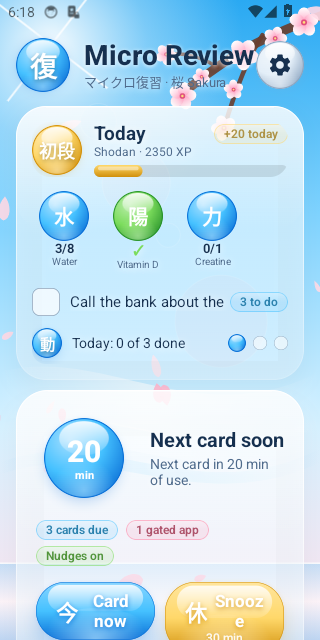 6:18
復
Micro Review
マイクロ復習 · 桜 Sakura
初段
Today
+20 today
Shodan · 2350 XP
水
陽
力
3/8
✓
0/1
Water
Vitamin D
Creatine
Call the bank about the
3 to do
動
Today: 0 of 3 done
20
min
Next card soon
Next card in 20 min
of use.
3 cards due
1 gated app
Nudges on
今
Card
now
休
Snooz
e
30 min